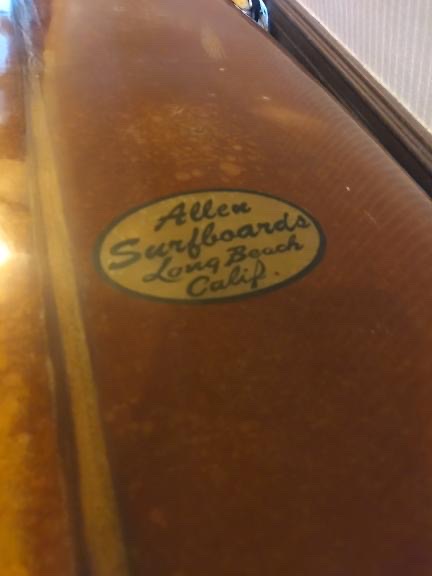 Allen
Surfboards
Long Beach
Calif.